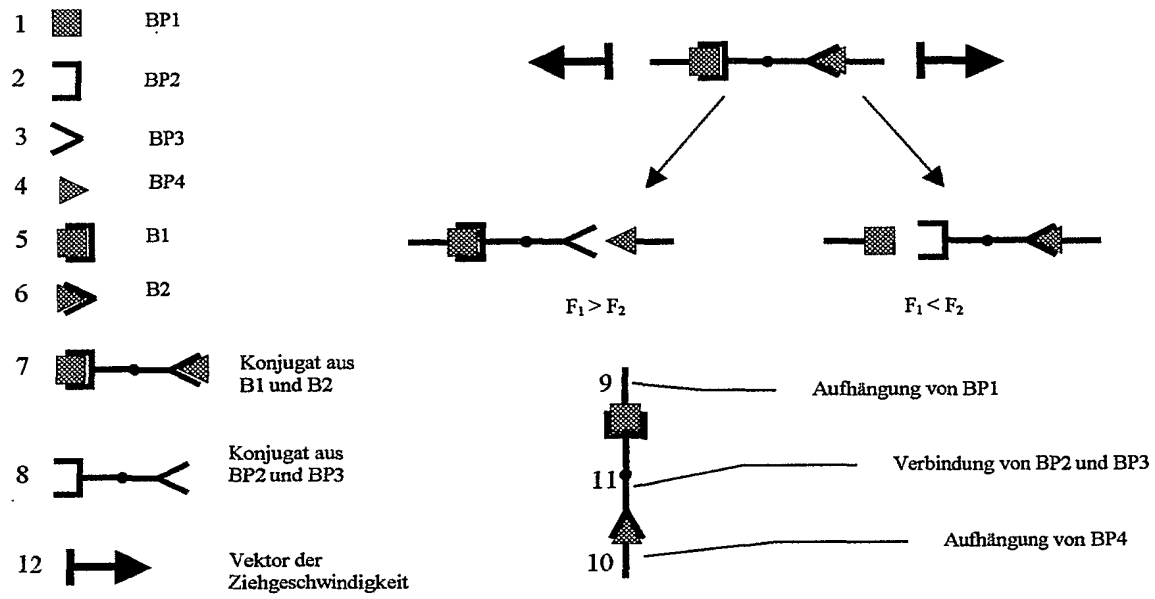 1 BP1
2 BP2
3 BP3
4 BP4
5 B1
6 B2
7 Konjugat aus
B1 und B2
8 Konjugat aus
BP2 und BP3
12 Vektor der
Ziehgeschwindigkeit
F₁ > F₂
F₁ < F₂
9 Aufhängung von BP1
11 Verbindung von BP2 und BP3
10 Aufhängung von BP4